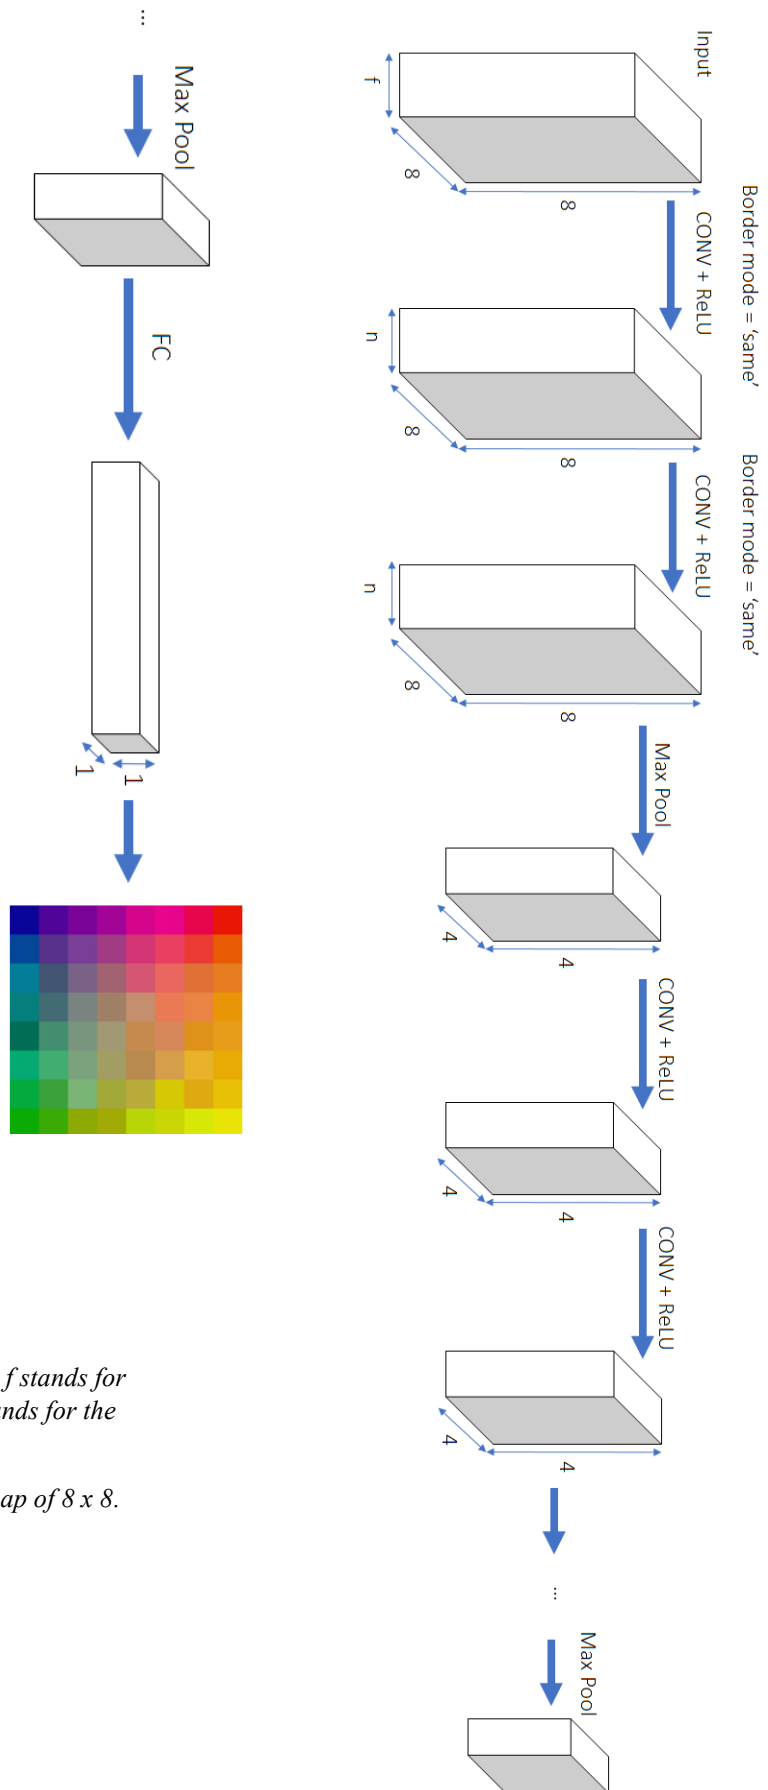 Input
f
8
8
Border mode = 'same'
CONV + ReLU
n
8
8
Border mode = 'same'
CONV + ReLU
n
8
8
Max Pool
4
4
CONV + ReLU
4
4
CONV + ReLU
4
4
...
Max Pool
...
Max Pool
FC
1
1
f stands for
ands for the
ap of 8 x 8.